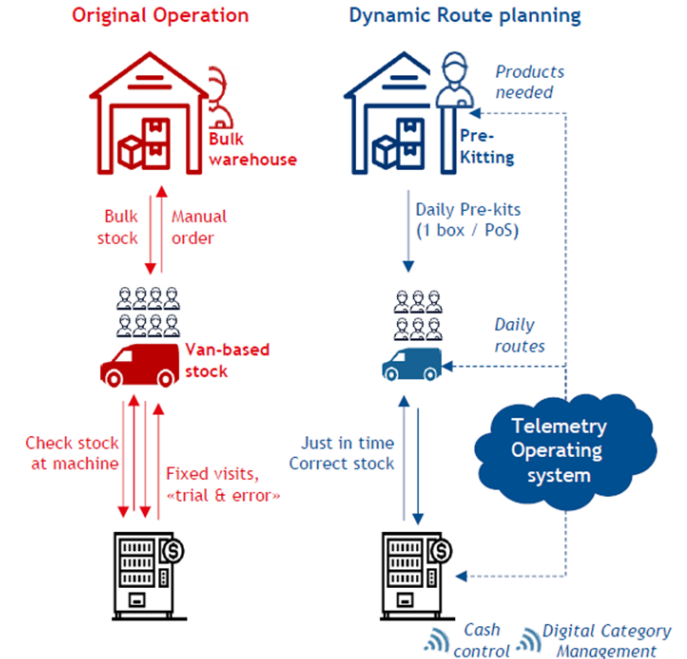 Original Operation
Dynamic Route planning
Products
needed
Bulk
warehouse
Pre-
Kitting
Bulk
stock
Manual
order
Daily Pre-kits
(1 box / PoS)
Van-based
stock
Daily
routes
Check stock
at machine
Fixed visits,
«trial & error»
Just in time
Correct stock
Telemetry
Operating
system
$
$
Cash
control
Digital Category
Management